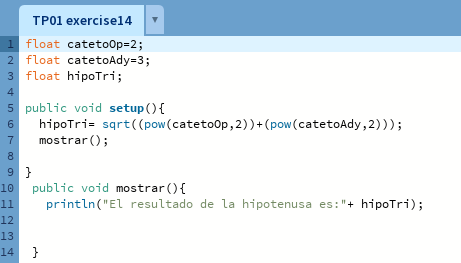 TP01 exercise14 ▼
1 float catetoOp=2;
2 float catetoAdy=3;
3 float hipoTri;
4
5 public void setup(){
6   hipoTri= sqrt((pow(catetoOp,2))+(pow(catetoAdy,2)));
7   mostrar();
8
9 }
10  public void mostrar(){
11    println("El resultado de la hipotenusa es:"+ hipoTri);
12
13
14  }